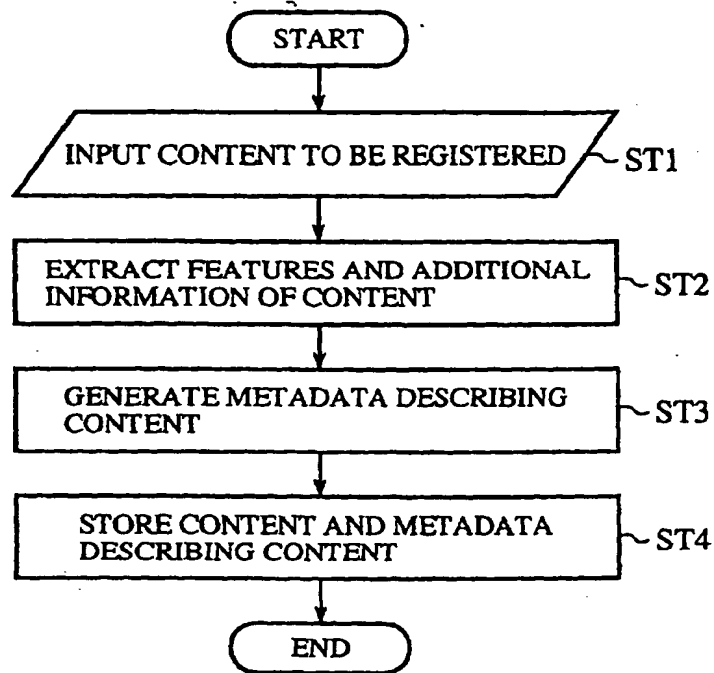 START
INPUT CONTENT TO BE REGISTERED
ST1
EXTRACT FEATURES AND ADDITIONAL
INFORMATION OF CONTENT
ST2
GENERATE METADATA DESCRIBING
CONTENT
ST3
STORE CONTENT AND METADATA
DESCRIBING CONTENT
ST4
END